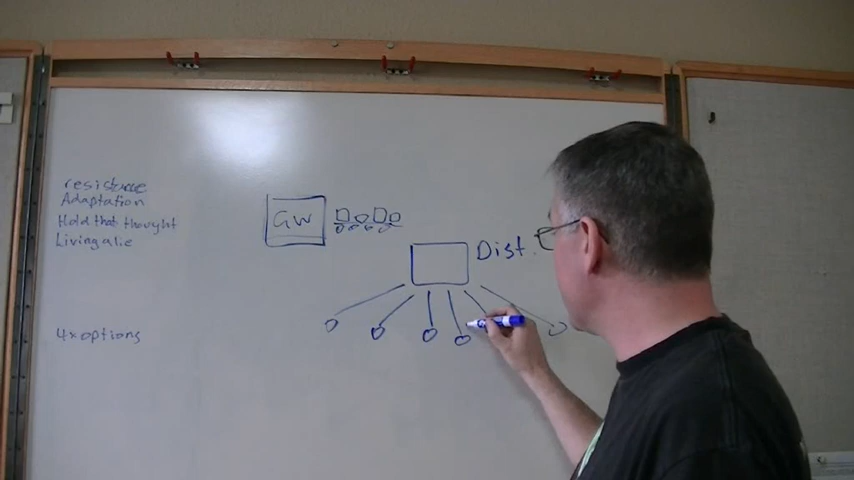 resistance
Adaptation
Hold that thought
Living a lie
GW
Dist.
4x options